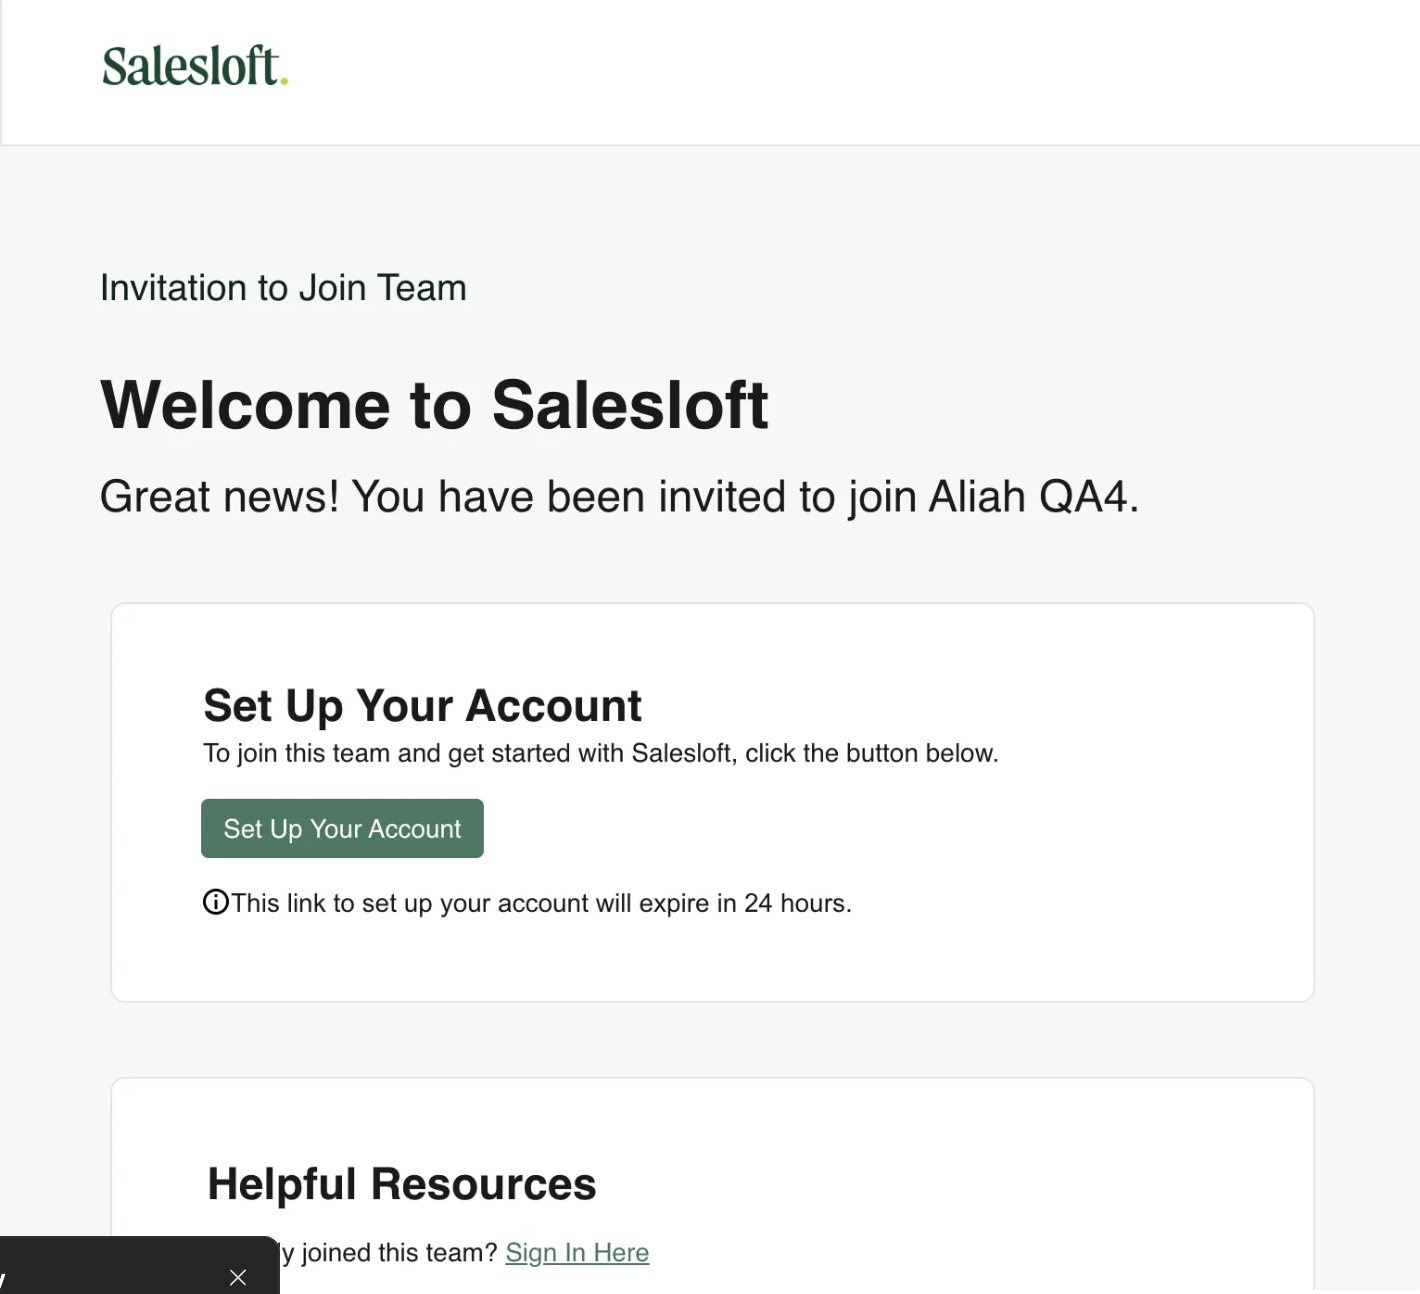 Salesloft.
Invitation to Join Team
Welcome to Salesloft
Great news! You have been invited to join Aliah QA4.
Set Up Your Account
To join this team and get started with Salesloft, click the button below.
Set Up Your Account
This link to set up your account will expire in 24 hours.
Helpful Resources
joined this team? Sign In Here